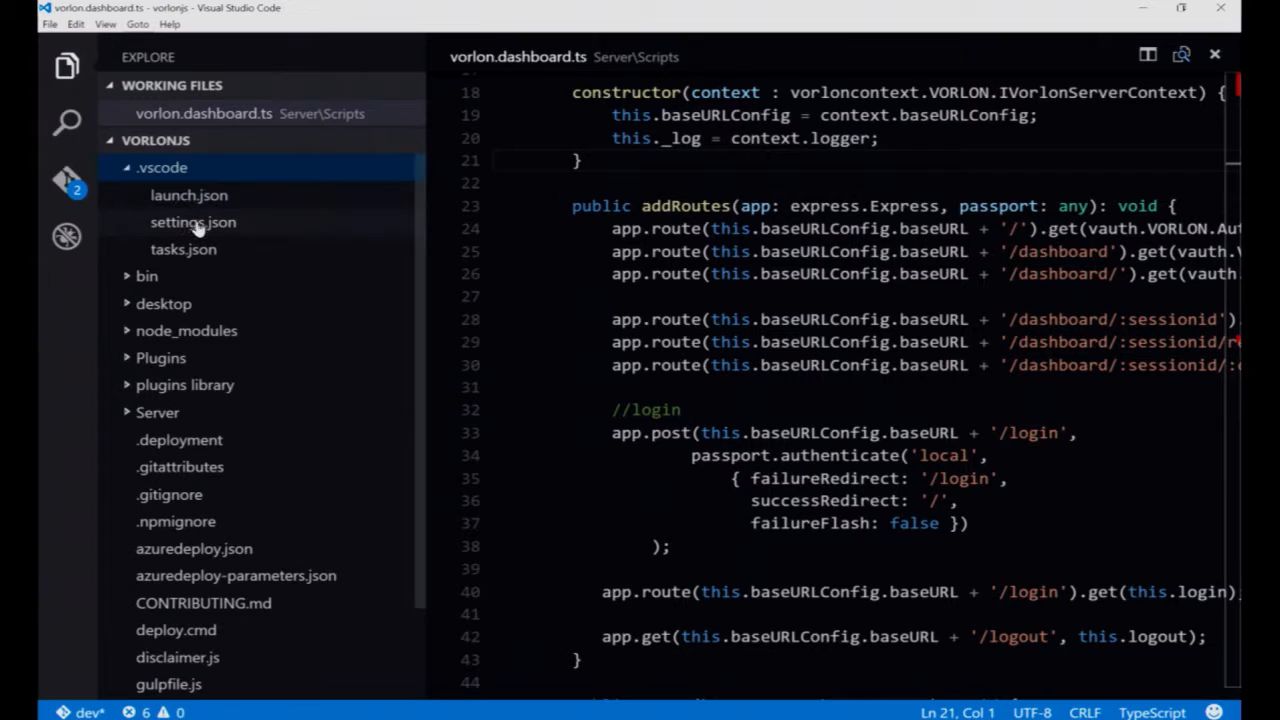 vorlon.dashboard.ts - vorlonjs - Visual Studio Code
File Edit View Goto Help
EXPLORE
WORKING FILES
vorlon.dashboard.ts Server\Scripts
VORLONJS
.vscode
launch.json
settings.json
tasks.json
bin
desktop
node_modules
Plugins
plugins library
Server
.deployment
.gitattributes
.gitignore
.npmignore
azuredeploy.json
azuredeploy-parameters.json
CONTRIBUTING.md
deploy.cmd
disclaimer.js
gulpfile.js
2
vorlon.dashboard.ts Server\Scripts
18 constructor(context : vorloncontext.VORLON.IVorlonServerContext) {
19 this.baseURLConfig = context.baseURLConfig;
20 this._log = context.logger;
21 }
22
23 public addRoutes(app: express.Express, passport: any): void {
24 app.route(this.baseURLConfig.baseURL + '/').get(vauth.VORLON.Au
25 app.route(this.baseURLConfig.baseURL + '/dashboard').get(vauth.V
26 app.route(this.baseURLConfig.baseURL + '/dashboard/').get(vauth.
27
28 app.route(this.baseURLConfig.baseURL + '/dashboard/:sessionid').
29 app.route(this.baseURLConfig.baseURL + '/dashboard/:sessionid/r
30 app.route(this.baseURLConfig.baseURL + '/dashboard/:sessionid/:
31
32 //login
33 app.post(this.baseURLConfig.baseURL + '/login',
34 passport.authenticate('local',
35 { failureRedirect: '/login',
36 successRedirect: '/',
37 failureFlash: false })
38 );
39
40 app.route(this.baseURLConfig.baseURL + '/login').get(this.login);
41
42 app.get(this.baseURLConfig.baseURL + '/logout', this.logout);
43 }
44
dev* 6 0 Ln 21, Col 1 UTF-8 CRLF TypeScript